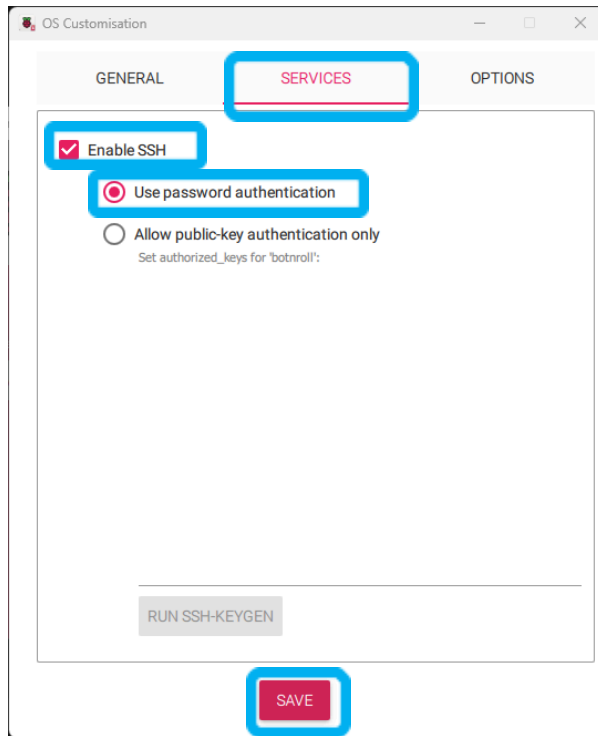 OS Customisation
GENERAL SERVICES OPTIONS
Enable SSH
Use password authentication
Allow public-key authentication only
Set authorized_keys for 'botnroll':
RUN SSH-KEYGEN
SAVE